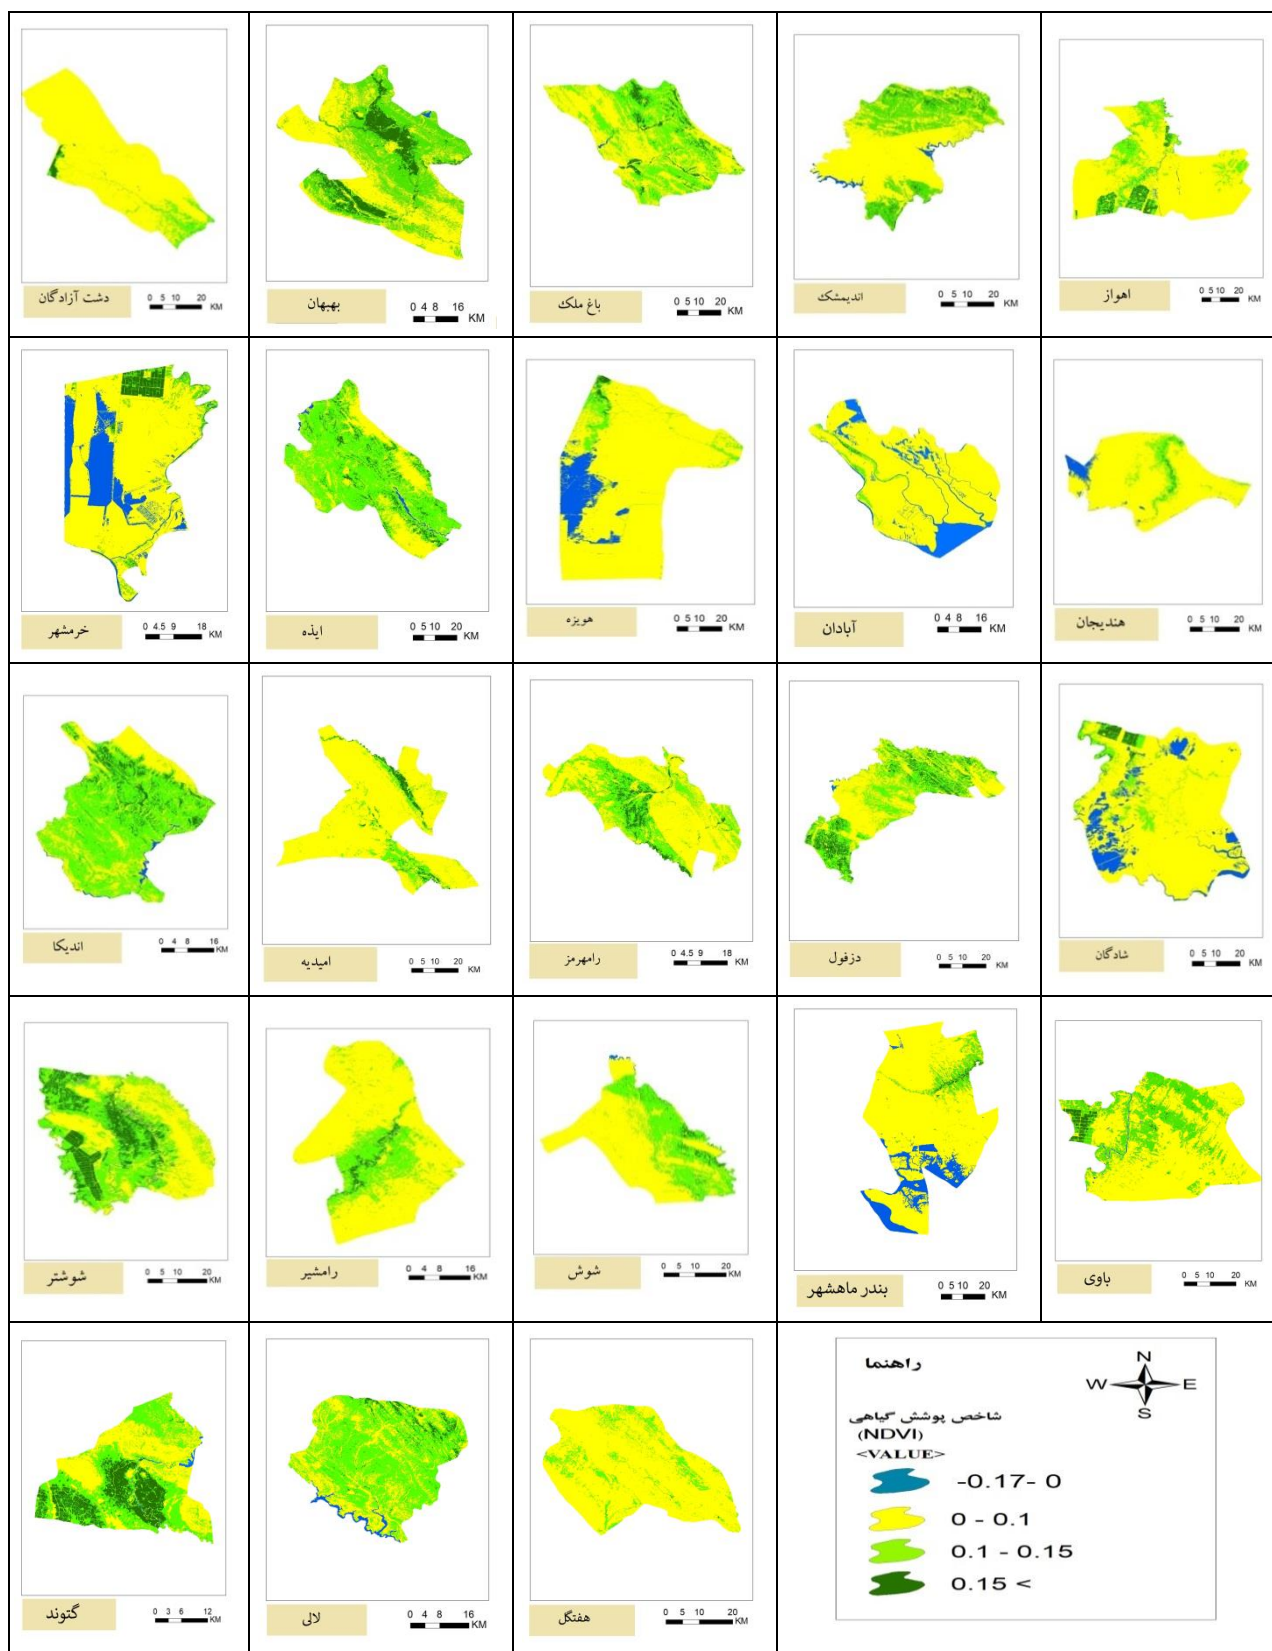 دشت آزادگان
0 5 10 20
KM
بهبهان
0 4 8 16
KM
باغ ملک
0 5 10 20
KM
اندیمشک
0 5 10 20
KM
اهواز
0 5 10 20
KM
خرمشهر
0 4.5 9 18
KM
ایذه
0 5 10 20
KM
هویزه
0 5 10 20
KM
آبادان
0 4 8 16
KM
هندیجان
0 5 10 20
KM
اندیکا
0 4 8 16
KM
امیدیه
0 5 10 20
KM
رامهرمز
0 4.5 9 18
KM
دزفول
0 5 10 20
KM
شادگان
0 5 10 20
KM
شوشتر
0 5 10 20
KM
رامشیر
0 4 8 16
KM
شوش
0 5 10 20
KM
بندر ماهشهر
0 5 10 20
KM
باوی
0 5 10 20
KM
گتوند
0 3 6 12
KM
لالی
0 4 8 16
KM
هفتگل
0 5 10 20
KM
راهنما
N
W E
S
شاخص پوشش گیاهی
(NDVI)
<VALUE>
-0.17- 0
0 - 0.1
0.1 - 0.15
0.15 <